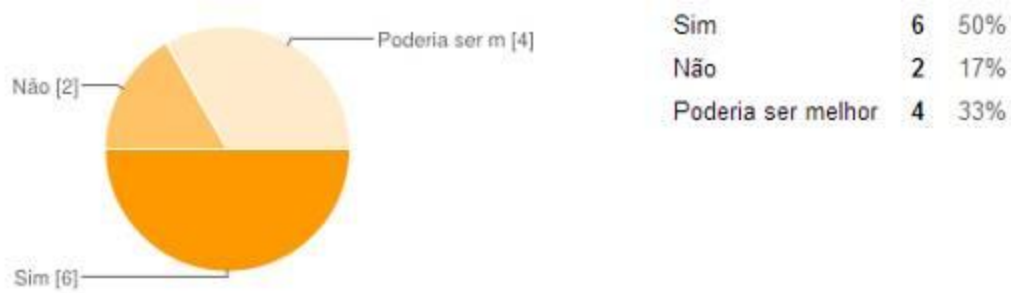 Poderia ser m [4]
Não [2]
Sim [6]
Sim 6 50%
Não 2 17%
Poderia ser melhor 4 33%